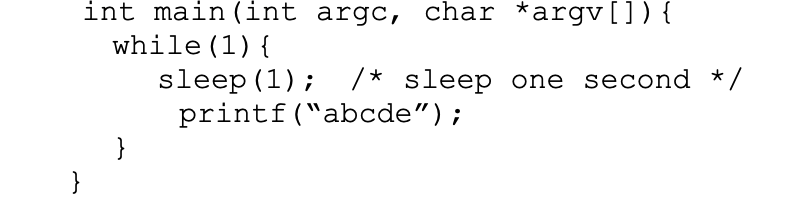 int main(int argc, char *argv[]){
while(1){
sleep(1);  /* sleep one second */
printf(“abcde”);
}
}